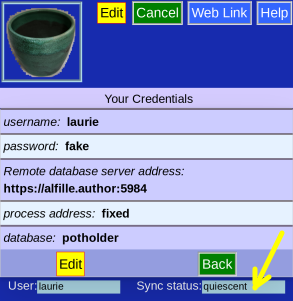 Edit Cancel Web Link Help
Your Credentials
username: laurie
password: fake
Remote database server address:
https://alfille.author:5984
process address: fixed
database: potholder
Edit Back
User: laurie Sync status: quiescent